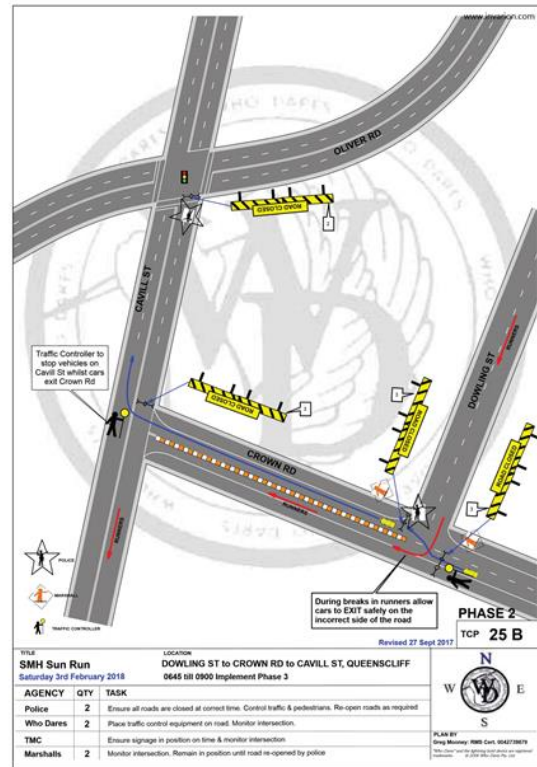 www.invarion.com
OLIVER RD
ROAD CLOSED
2
CAVILL ST
DOWLING ST
RUNNERS
Traffic Controller to
stop vehicles on
Cavill St whilst cars
exit Crown Rd
ROAD CLOSED
ROAD CLOSED
ROAD CLOSED
CROWN RD
RUNNERS
RUNNERS
POLICE
MARSHALL
TRAFFIC CONTROLLER
During breaks in runners allow
cars to EXIT safely on the
incorrect side of the road
PHASE 2
TCP 25 B
Revised 27 Sept 2017
TITLE
SMH Sun Run
Saturday 3rd February 2018
LOCATION
DOWLING ST to CROWN RD to CAVILL ST, QUEENSCLIFF
0645 till 0900 Implement Phase 3
AGENCY QTY TASK
Police 2 Ensure all roads are closed at correct time. Control traffic & pedestrians. Re-open roads as required
Who Dares 2 Place traffic control equipment on road. Monitor intersection.
TMC Ensure signage in position on time & monitor intersection
Marshalls 2 Monitor intersection. Remain in position until road re-opened by police
N
W E
S
PLAN BY
Greg Mooney: RMS Cert.